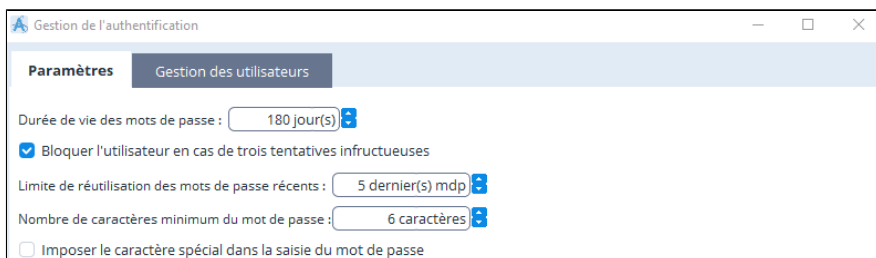 Gestion de l'authentification
Paramètres Gestion des utilisateurs
Durée de vie des mots de passe : 180 jour(s)
Bloquer l'utilisateur en cas de trois tentatives infructueuses
Limite de réutilisation des mots de passe récents : 5 dernier(s) mdp
Nombre de caractères minimum du mot de passe : 6 caractères
Imposer le caractère spécial dans la saisie du mot de passe